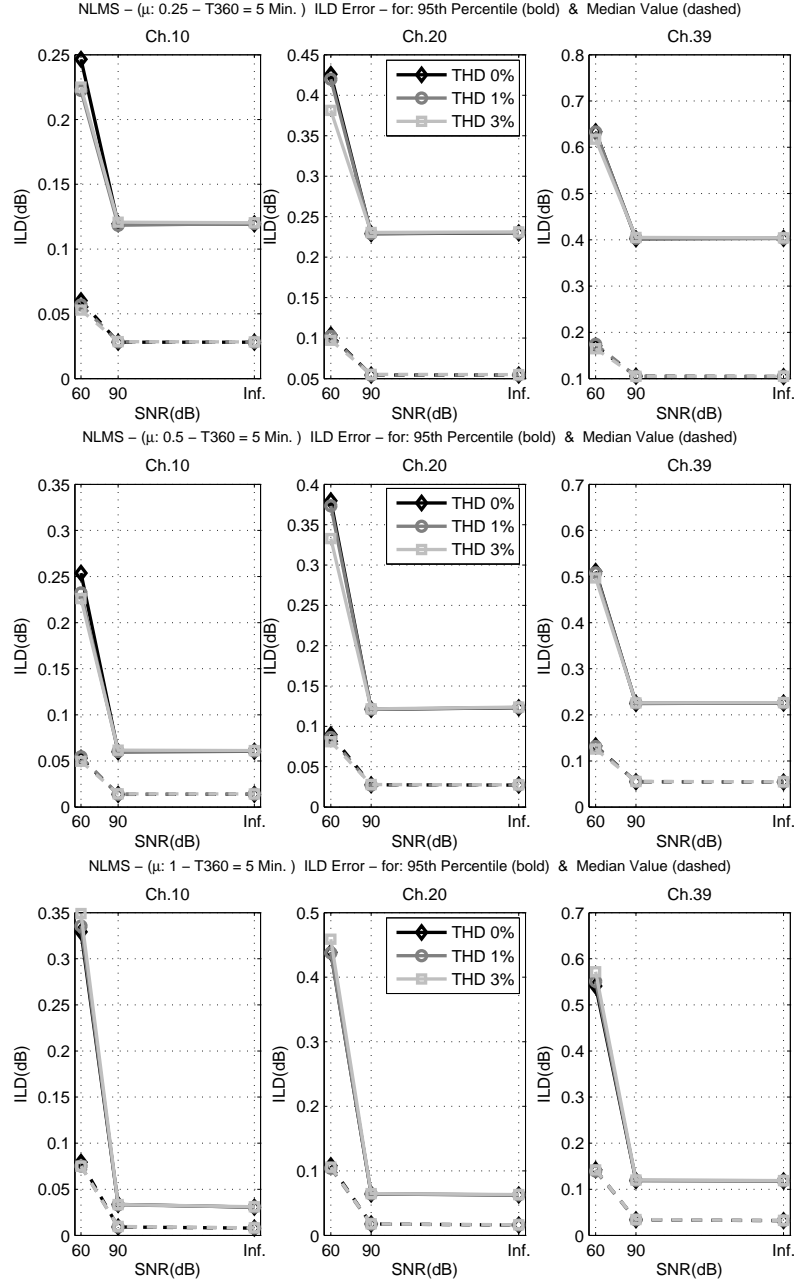 NLMS − (μ: 0.25 − T360 = 5 Min. )  ILD Error − for: 95th Percentile (bold)  &  Median Value (dashed)
Ch.10
0.25
0.2
0.15
0.1
0.05
0
ILD(dB)
60 90 Inf.
SNR(dB)
Ch.20
0.45
0.4
0.35
0.3
0.25
0.2
0.15
0.1
0.05
ILD(dB)
THD 0%
THD 1%
THD 3%
60 90 Inf.
SNR(dB)
Ch.39
0.8
0.7
0.6
0.5
0.4
0.3
0.2
0.1
ILD(dB)
60 90 Inf.
SNR(dB)
NLMS − (μ: 0.5 − T360 = 5 Min. )  ILD Error − for: 95th Percentile (bold)  &  Median Value (dashed)
Ch.10
0.35
0.3
0.25
0.2
0.15
0.1
0.05
0
ILD(dB)
60 90 Inf.
SNR(dB)
Ch.20
0.4
0.35
0.3
0.25
0.2
0.15
0.1
0.05
0
ILD(dB)
THD 0%
THD 1%
THD 3%
60 90 Inf.
SNR(dB)
Ch.39
0.7
0.6
0.5
0.4
0.3
0.2
0.1
0
ILD(dB)
60 90 Inf.
SNR(dB)
NLMS − (μ: 1 − T360 = 5 Min. )  ILD Error − for: 95th Percentile (bold)  &  Median Value (dashed)
Ch.10
0.35
0.3
0.25
0.2
0.15
0.1
0.05
0
ILD(dB)
60 90 Inf.
SNR(dB)
Ch.20
0.5
0.4
0.3
0.2
0.1
0
ILD(dB)
THD 0%
THD 1%
THD 3%
60 90 Inf.
SNR(dB)
Ch.39
0.7
0.6
0.5
0.4
0.3
0.2
0.1
0
ILD(dB)
60 90 Inf.
SNR(dB)